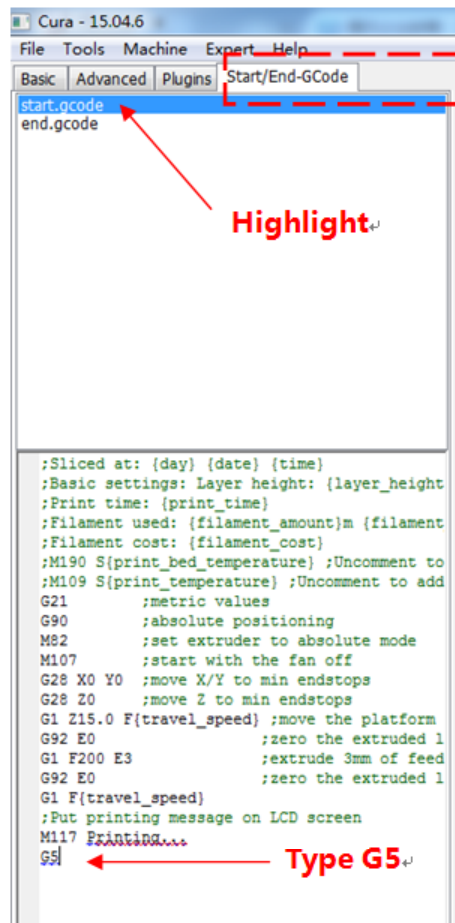 Cura - 15.04.6
File Tools Machine Expert Help
Basic Advanced Plugins Start/End-GCode
start.gcode
end.gcode
Highlight
;Sliced at: {day} {date} {time}
;Basic settings: Layer height: {layer_height
;Print time: {print_time}
;Filament used: {filament_amount}m {filament
;Filament cost: {filament_cost}
;M190 S{print_bed_temperature} ;Uncomment to
;M109 S{print_temperature} ;Uncomment to add
G21 ;metric values
G90 ;absolute positioning
M82 ;set extruder to absolute mode
M107 ;start with the fan off
G28 X0 Y0 ;move X/Y to min endstops
G28 Z0 ;move Z to min endstops
G1 Z15.0 F{travel_speed} ;move the platform
G92 E0 ;zero the extruded l
G1 F200 E3 ;extrude 3mm of feed
G92 E0 ;zero the extruded l
G1 F{travel_speed}
;Put printing message on LCD screen
M117 Printing...
G5 Type G5